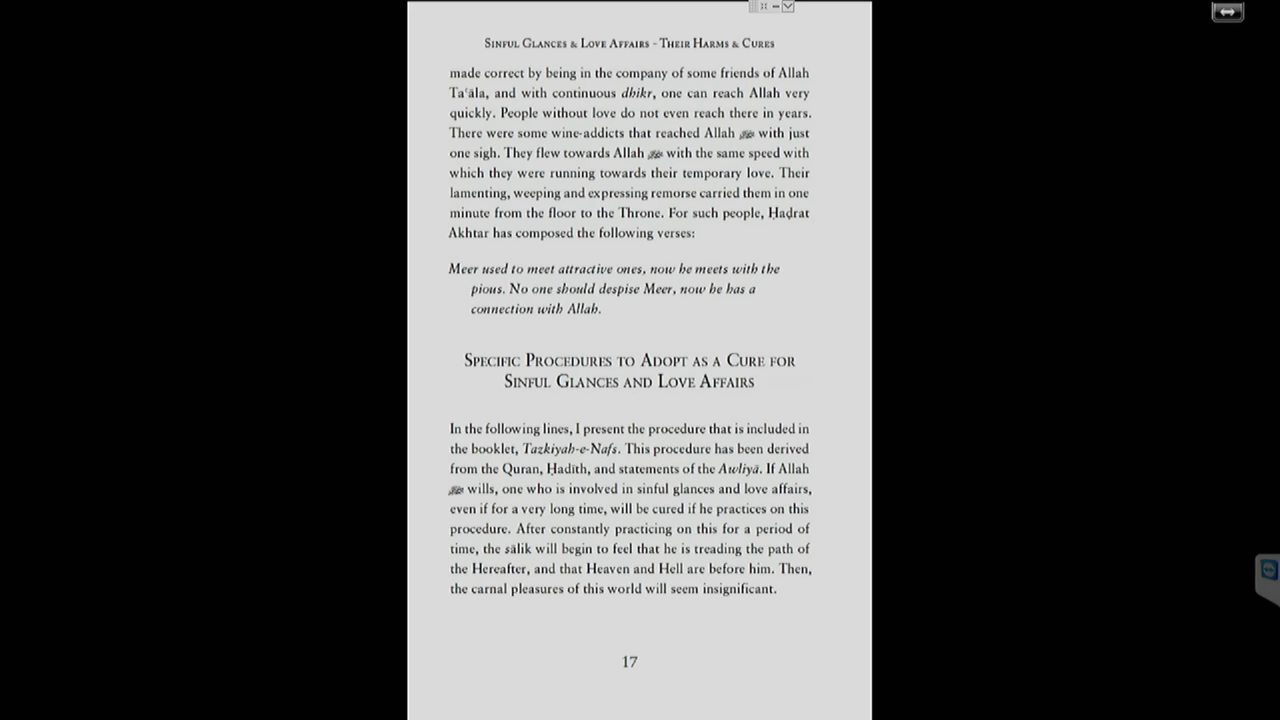 Sinful Glances & Love Affairs - Their Harms & Cures
made correct by being in the company of some friends of Allah
Taʿāla, and with continuous dhikr, one can reach Allah very
quickly. People without love do not even reach there in years.
There were some wine-addicts that reached Allah ﷻ with just
one sigh. They flew towards Allah ﷻ with the same speed with
which they were running towards their temporary love. Their
lamenting, weeping and expressing remorse carried them in one
minute from the floor to the Throne. For such people, Ḥaḍrat
Akhtar has composed the following verses:
Meer used to meet attractive ones, now he meets with the
pious. No one should despise Meer, now he has a
connection with Allah.
Specific Procedures to Adopt as a Cure for
Sinful Glances and Love Affairs
In the following lines, I present the procedure that is included in
the booklet, Tazkiyah-e-Nafs. This procedure has been derived
from the Quran, Ḥadīth, and statements of the Awliyā. If Allah
ﷻ wills, one who is involved in sinful glances and love affairs,
even if for a very long time, will be cured if he practices on this
procedure. After constantly practicing on this for a period of
time, the sālik will begin to feel that he is treading the path of
the Hereafter, and that Heaven and Hell are before him. Then,
the carnal pleasures of this world will seem insignificant.
17